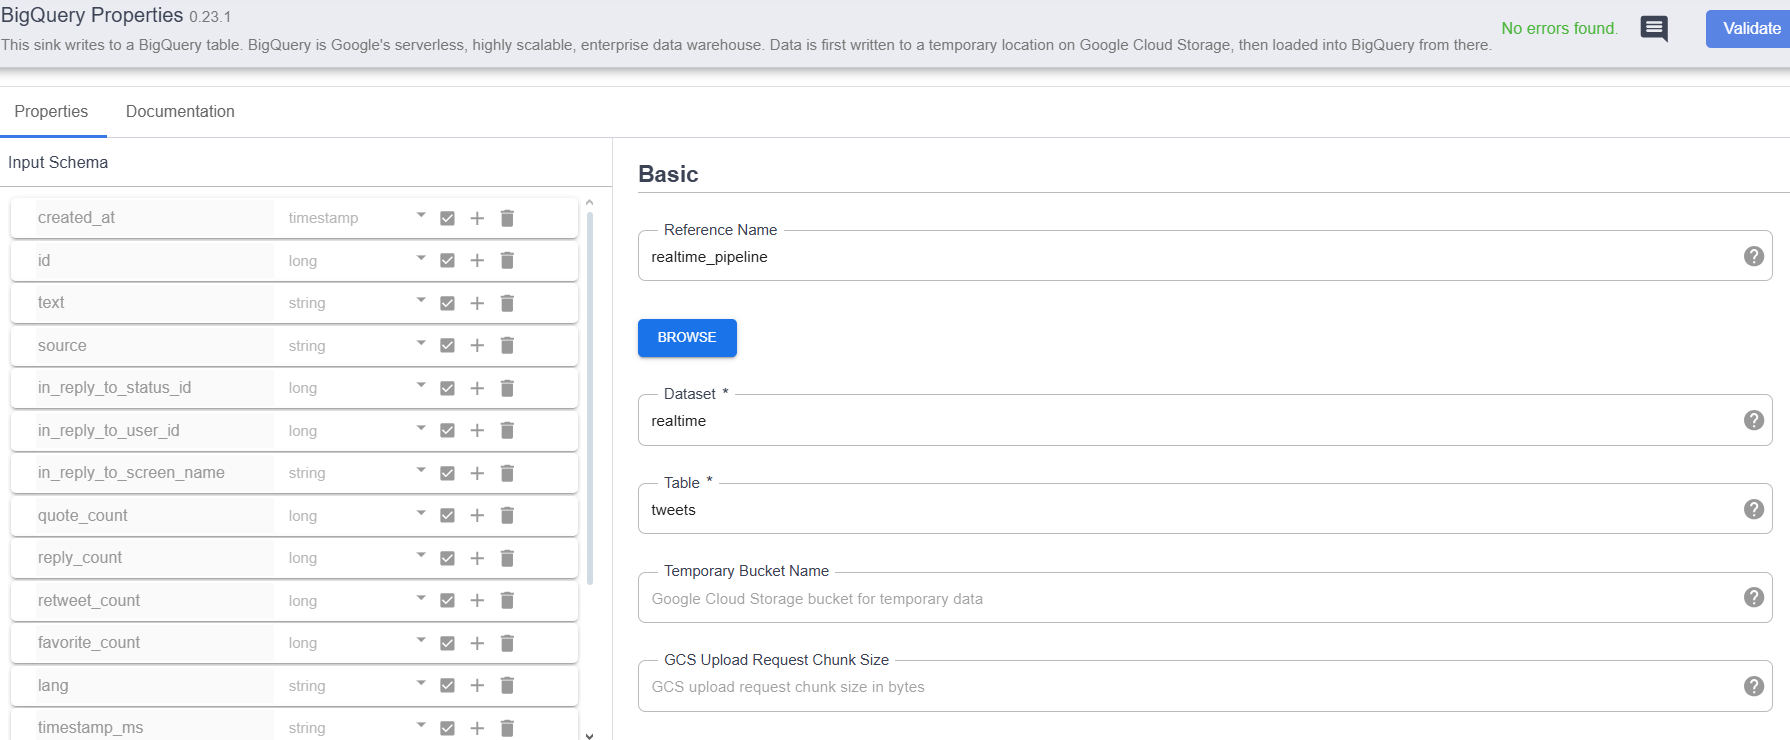 BigQuery Properties 0.23.1
This sink writes to a BigQuery table. BigQuery is Google's serverless, highly scalable, enterprise data warehouse. Data is first written to a temporary location on Google Cloud Storage, then loaded into BigQuery from there.
No errors found.
Validate
Properties
Documentation
Input Schema
created_at timestamp
id long
text string
source string
in_reply_to_status_id long
in_reply_to_user_id long
in_reply_to_screen_name string
quote_count long
reply_count long
retweet_count long
favorite_count long
lang string
timestamp_ms string
Basic
Reference Name
realtime_pipeline
BROWSE
Dataset *
realtime
Table *
tweets
Temporary Bucket Name
Google Cloud Storage bucket for temporary data
GCS Upload Request Chunk Size
GCS upload request chunk size in bytes